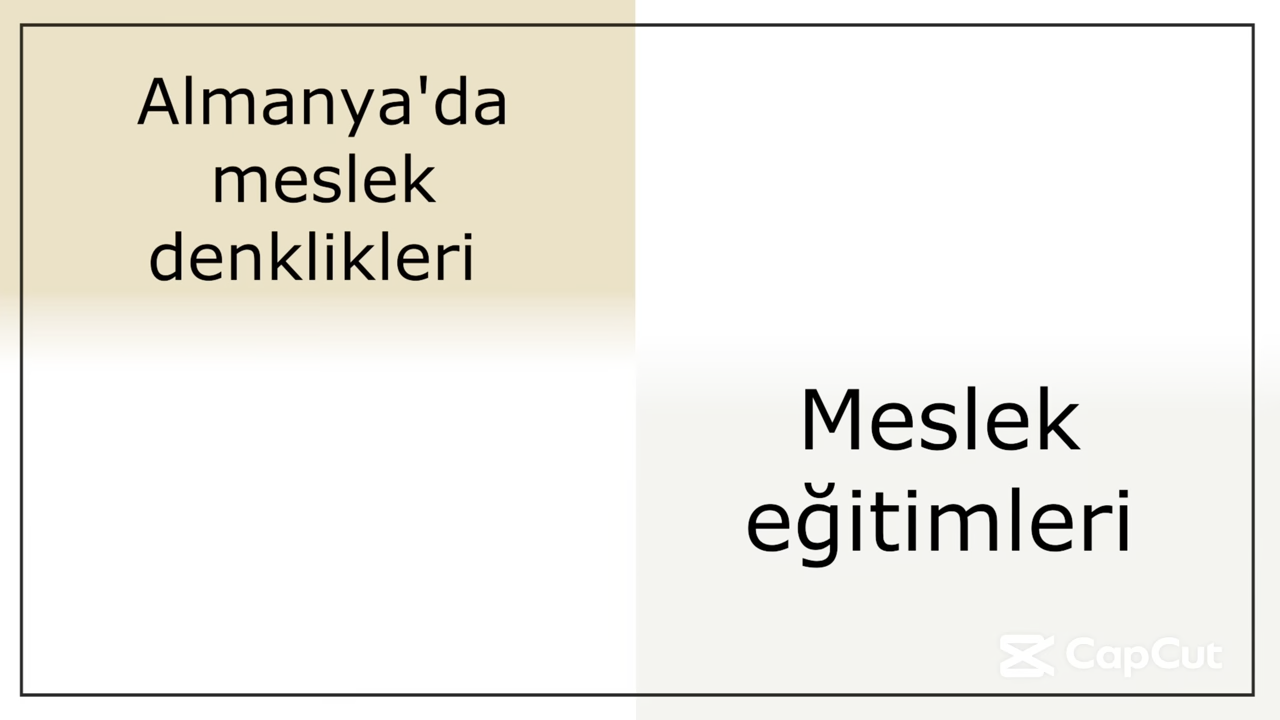 Almanya'da
meslek
denklikleri
Meslek
eğitimleri
CapCut